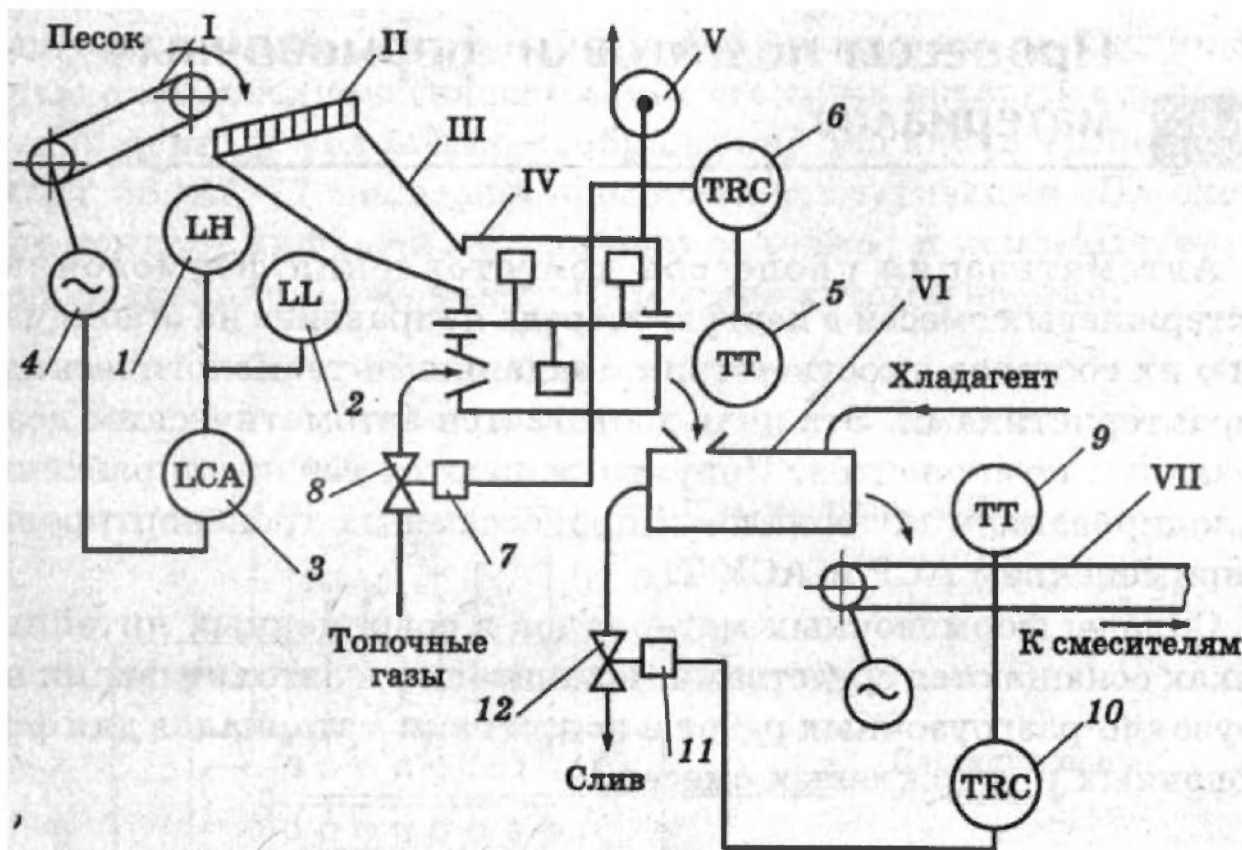 Песок
I
II
V
6
III
IV
TRC
LH
LL
VI
TT
Хладагент
4
1
2
5
9
VII
LCA
8
TT
3
7
Топочные
газы
К смесителям
12
10
11
Слив
TRC